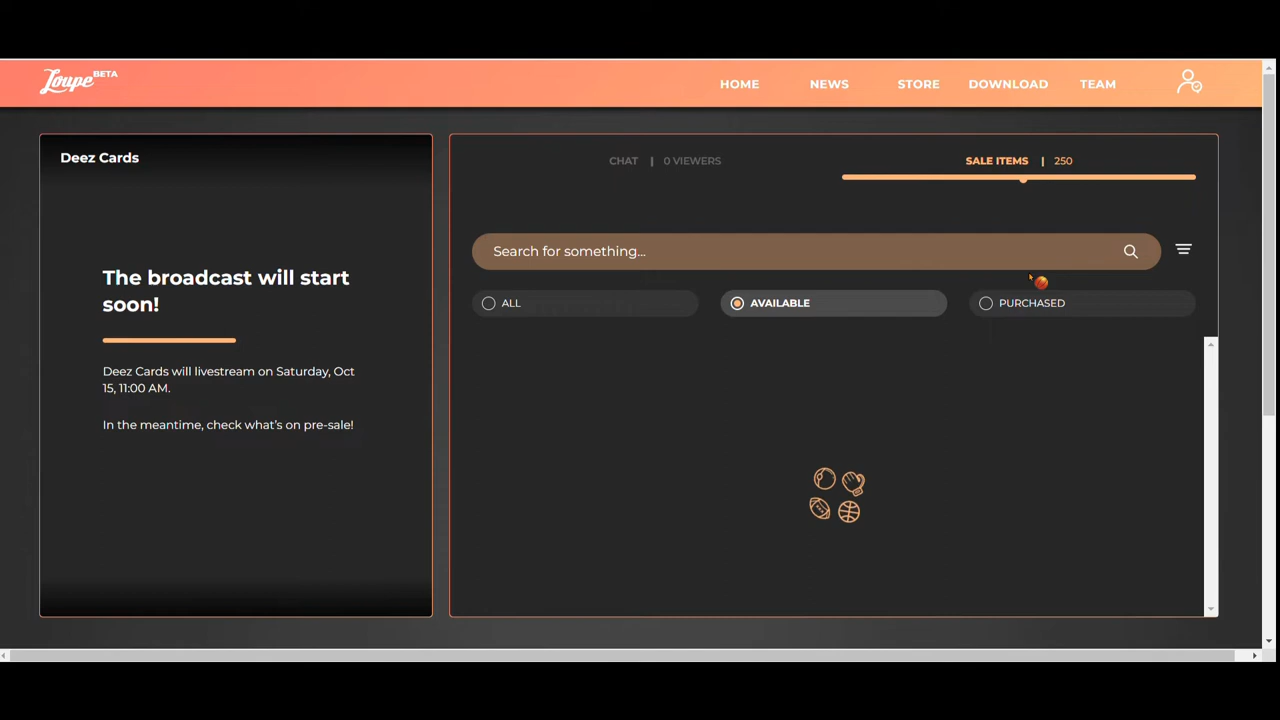 Loupe BETA
HOME NEWS STORE DOWNLOAD TEAM
Deez Cards
The broadcast will start
soon!
Deez Cards will livestream on Saturday, Oct
15, 11:00 AM.
In the meantime, check what's on pre-sale!
CHAT | 0 VIEWERS
SALE ITEMS | 250
Search for something...
ALL
AVAILABLE
PURCHASED